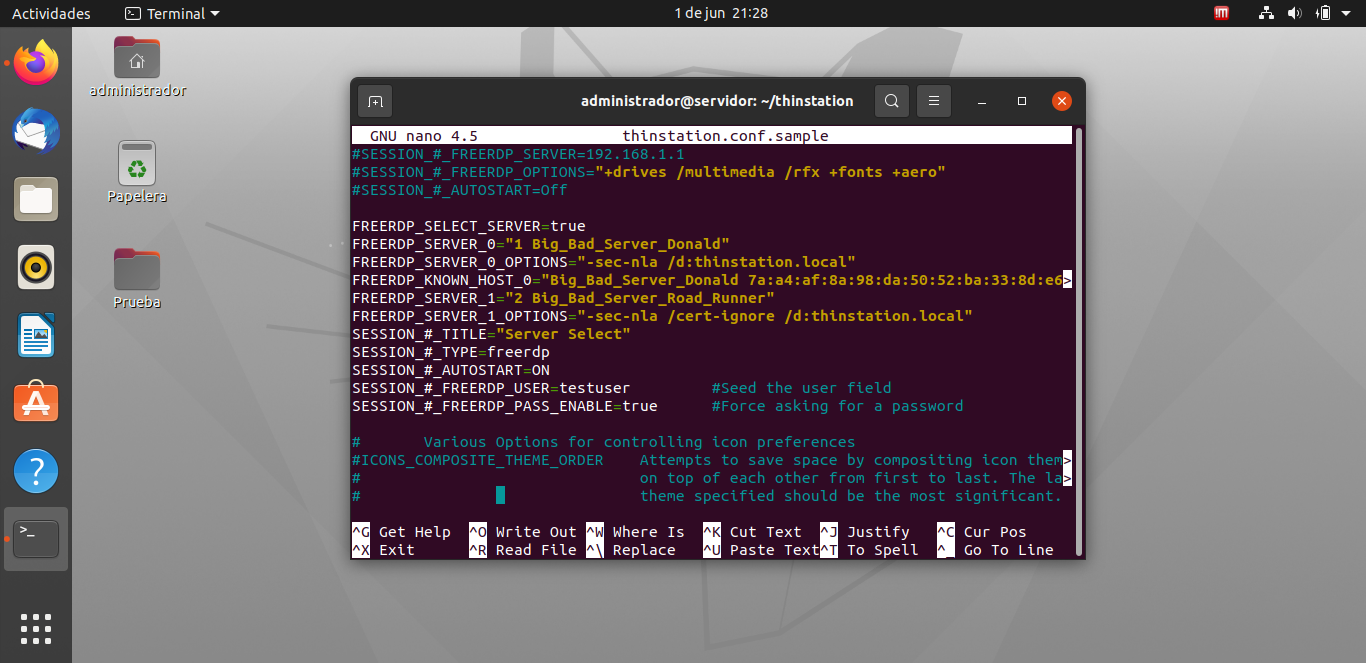 Actividades
Terminal
1 de jun 21:28
administrador
Papelera
Prueba
administrador@servidor: ~/thinstation
GNU nano 4.5 thinstation.conf.sample
#SESSION_#_FREERDP_SERVER=192.168.1.1
#SESSION_#_FREERDP_OPTIONS="+drives /multimedia /rfx +fonts +aero"
#SESSION_#_AUTOSTART=Off
FREERDP_SELECT_SERVER=true
FREERDP_SERVER_0="1 Big_Bad_Server_Donald"
FREERDP_SERVER_0_OPTIONS="-sec-nla /d:thinstation.local"
FREERDP_KNOWN_HOST_0="Big_Bad_Server_Donald 7a:a4:af:8a:98:da:50:52:ba:33:8d:e6>
FREERDP_SERVER_1="2 Big_Bad_Server_Road_Runner"
FREERDP_SERVER_1_OPTIONS="-sec-nla /cert-ignore /d:thinstation.local"
SESSION_#_TITLE="Server Select"
SESSION_#_TYPE=freerdp
SESSION_#_AUTOSTART=ON
SESSION_#_FREERDP_USER=testuser #Seed the user field
SESSION_#_FREERDP_PASS_ENABLE=true #Force asking for a password
# Various Options for controlling icon preferences
#ICONS_COMPOSITE_THEME_ORDER Attempts to save space by compositing icon them>
# on top of each other from first to last. The la>
# theme specified should be the most significant.
^G Get Help ^O Write Out ^W Where Is ^K Cut Text ^J Justify ^C Cur Pos
^X Exit ^R Read File ^\ Replace ^U Paste Text ^T To Spell ^_ Go To Line